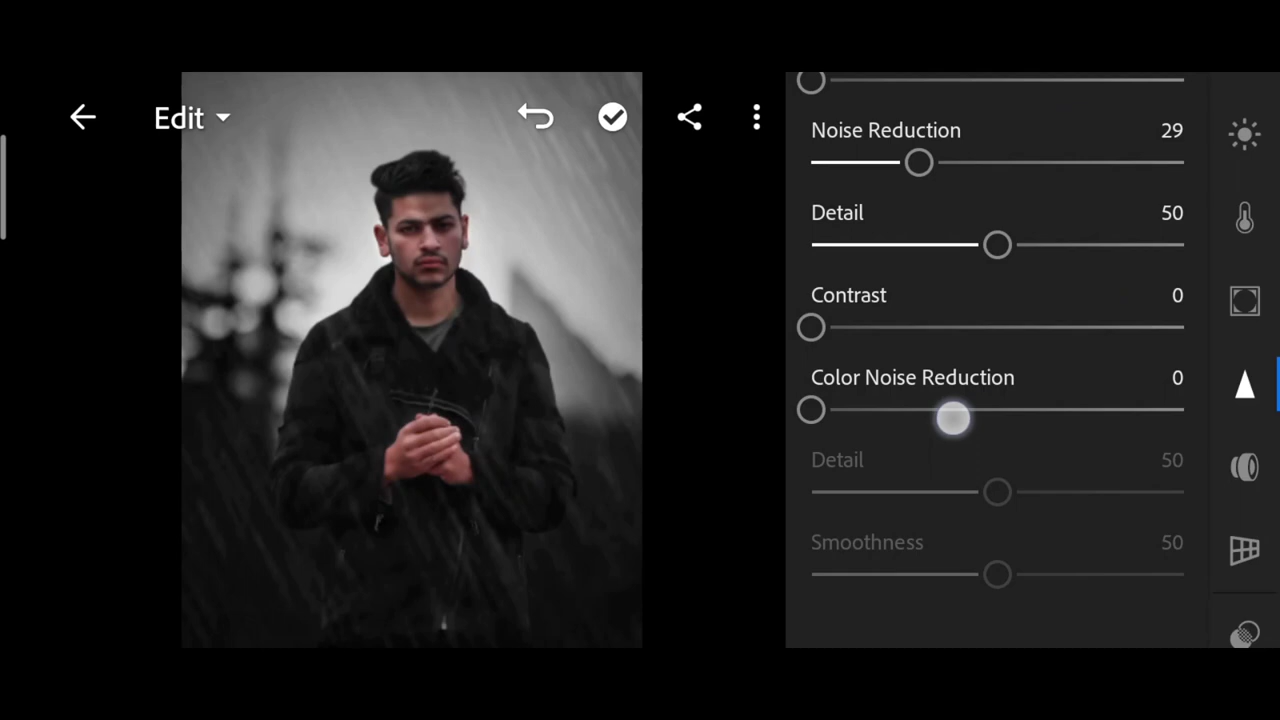 Edit
Noise Reduction 29
Detail 50
Contrast 0
Color Noise Reduction 0
Detail 50
Smoothness 50